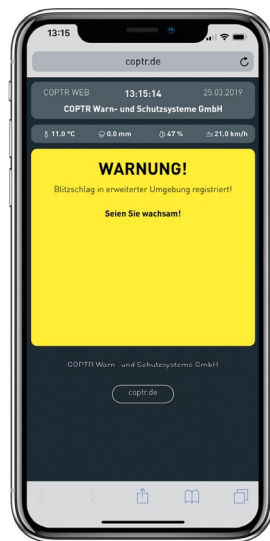 13:15
coptr.de
COPTR WEB 13:15:14 25.03.2019
COPTR Warn- und Schutzsysteme GmbH
11.0 °C 0.0 mm 47 % 21.0 km/h
WARNUNG!
Blitzschlag in erweiterter Umgebung registriert!
Seien Sie wachsam!
COPTR Warn- und Schutzsysteme GmbH
coptr.de